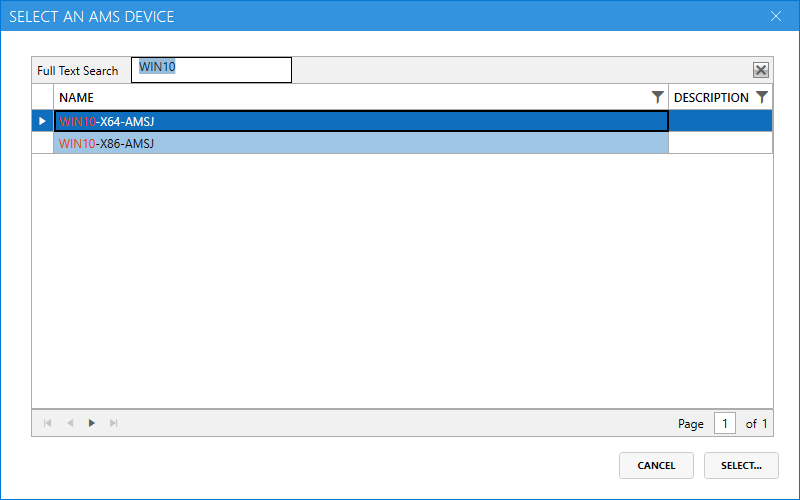 SELECT AN AMS DEVICE
Full Text Search WIN10
NAME DESCRIPTION
WIN10-X64-AMSJ
WIN10-X86-AMSJ
Page 1 of 1
CANCEL SELECT...